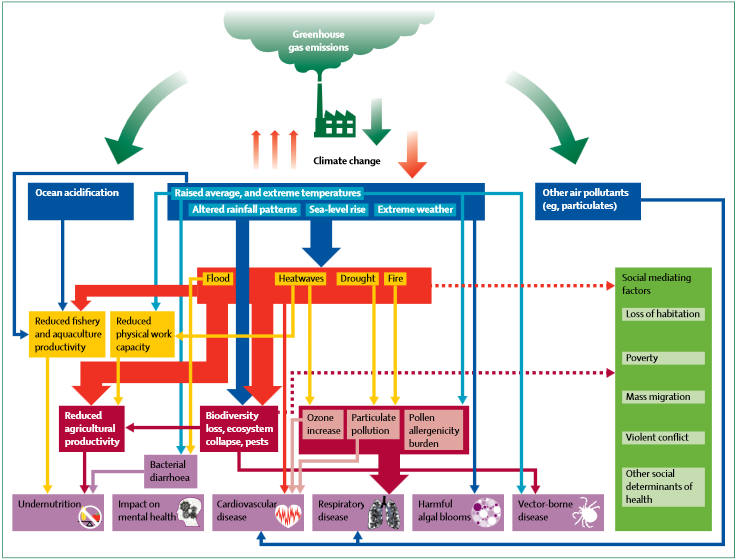 Greenhouse
gas emissions
Climate change
Ocean acidification
Raised average, and extreme temperatures
Altered rainfall patterns
Sea-level rise
Extreme weather
Other air pollutants
(eg, particulates)
Flood
Heatwaves
Drought
Fire
Social mediating
factors
Loss of habitation
Poverty
Mass migration
Violent conflict
Other social
determinants of
health
Reduced fishery
and aquaculture
productivity
Reduced
physical work
capacity
Reduced
agricultural
productivity
Biodiversity
loss, ecosystem
collapse, pests
Ozone
increase
Particulate
pollution
Pollen
allergenicity
burden
Bacterial
diarrhoea
Undernutrition
Impact on
mental health
Cardiovascular
disease
Respiratory
disease
Harmful
algal blooms
Vector-borne
disease